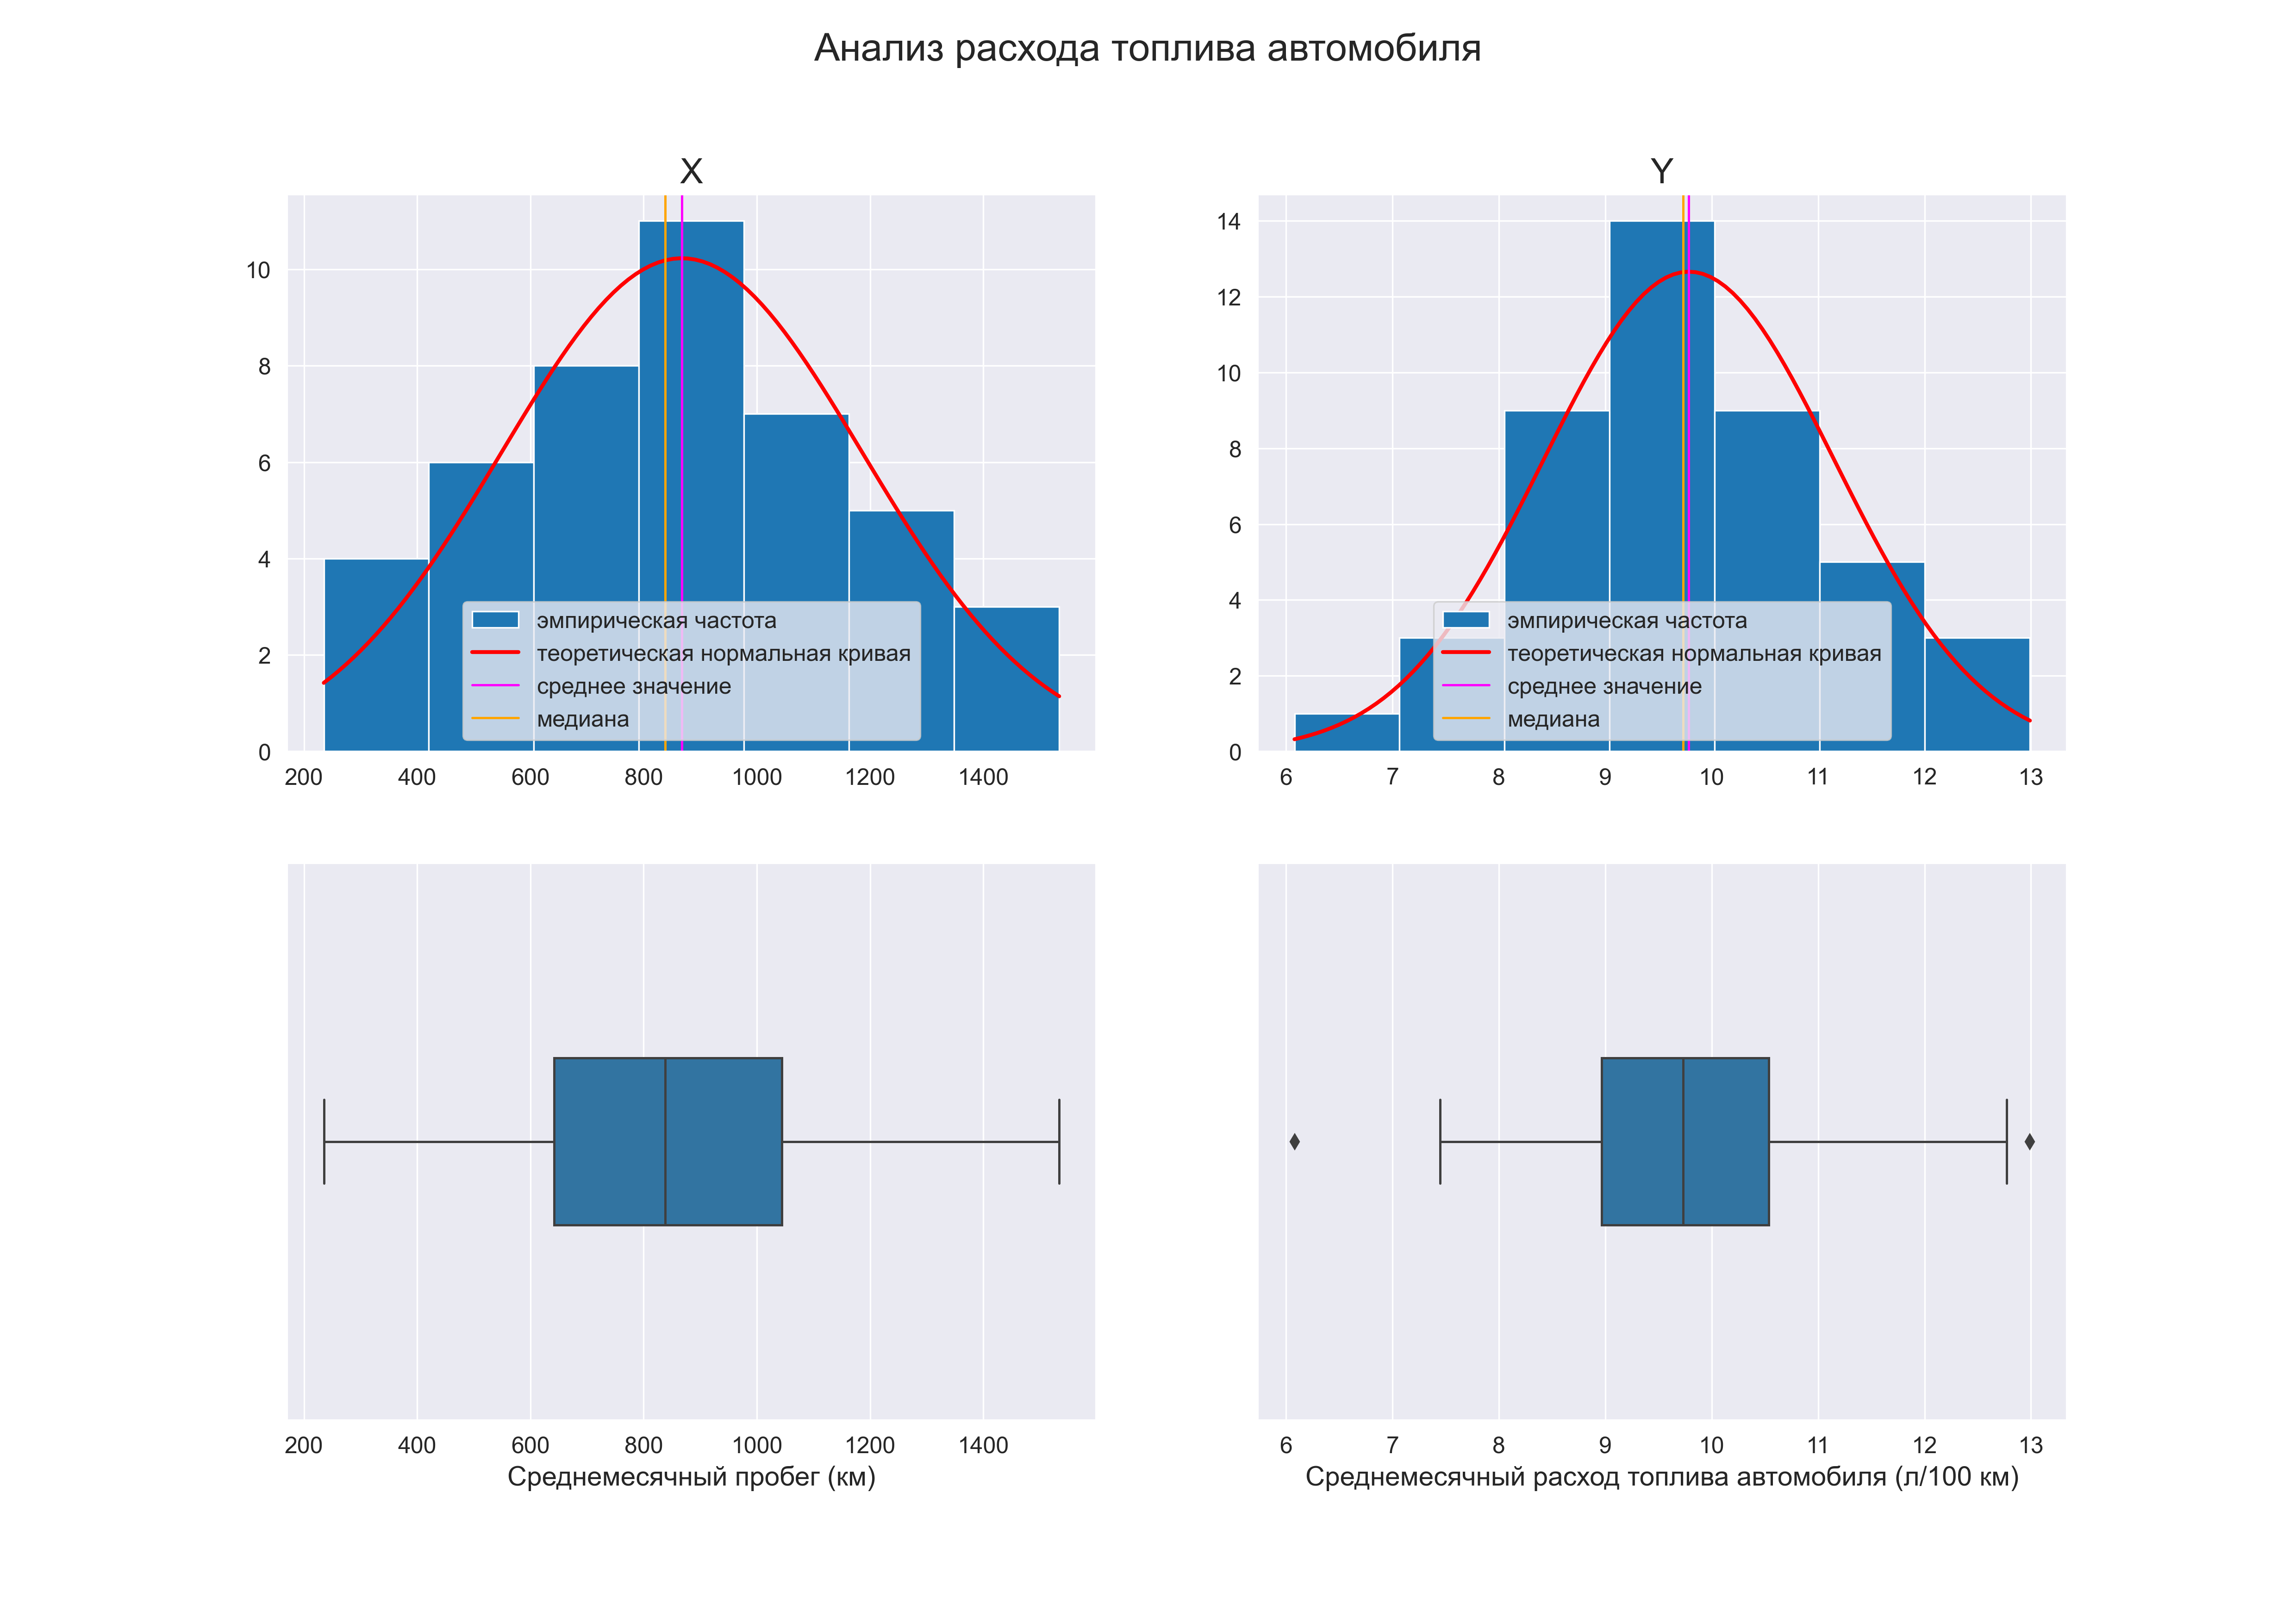 Анализ расхода топлива автомобиля
X
10
8
6
4
2
0
эмпирическая частота
теоретическая нормальная кривая
среднее значение
медиана
200 400 600 800 1000 1200 1400
Y
14
12
10
8
6
4
2
0
эмпирическая частота
теоретическая нормальная кривая
среднее значение
медиана
6 7 8 9 10 11 12 13
200 400 600 800 1000 1200 1400
Среднемесячный пробег (км)
6 7 8 9 10 11 12 13
Среднемесячный расход топлива автомобиля (л/100 км)